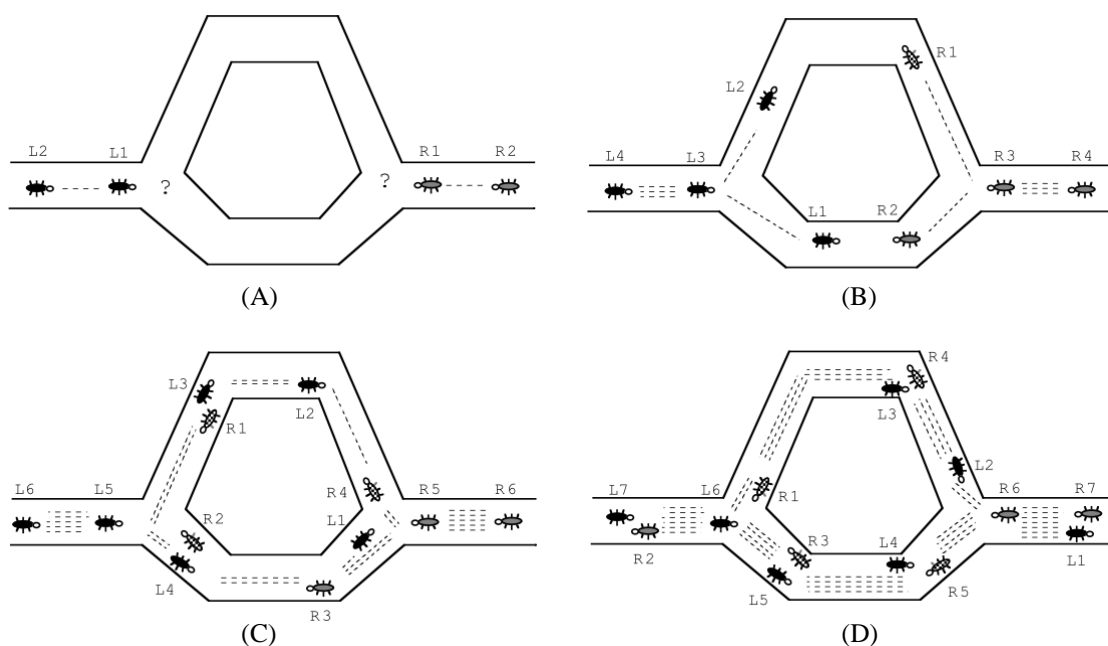 L2 L1 ? ? R1 R2
(A)
L2 R1
L4 L3 L1 R2 R3 R4
(B)
L3 R1 L2
L6 L5 R2 R4 L1 R5 R6
L4 R3
(C)
R4
L3
L2
L7 L6 R1 R6 R7
R2 R3 L4 L1
L5 R5
(D)